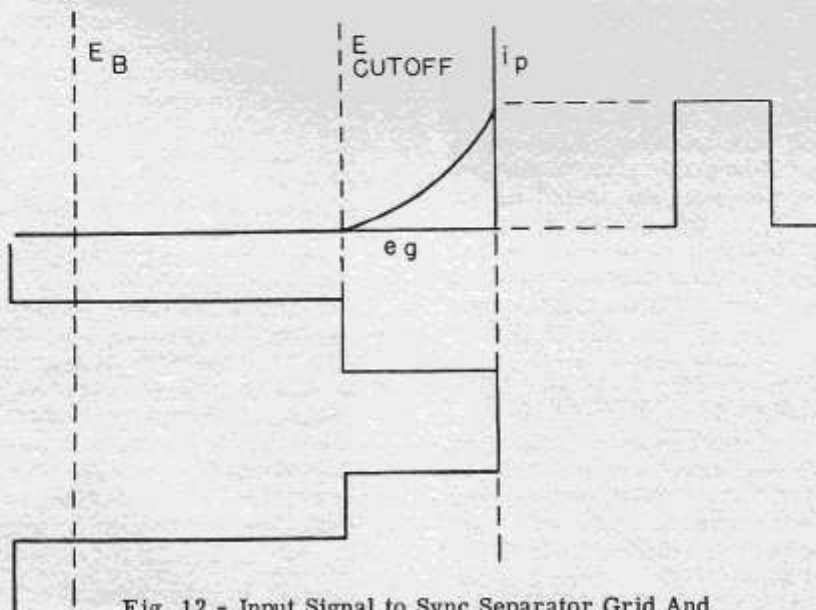 E B
E
CUTOFF
i p
e g
Fig. 12 - Input Signal to Sync Separator Grid And